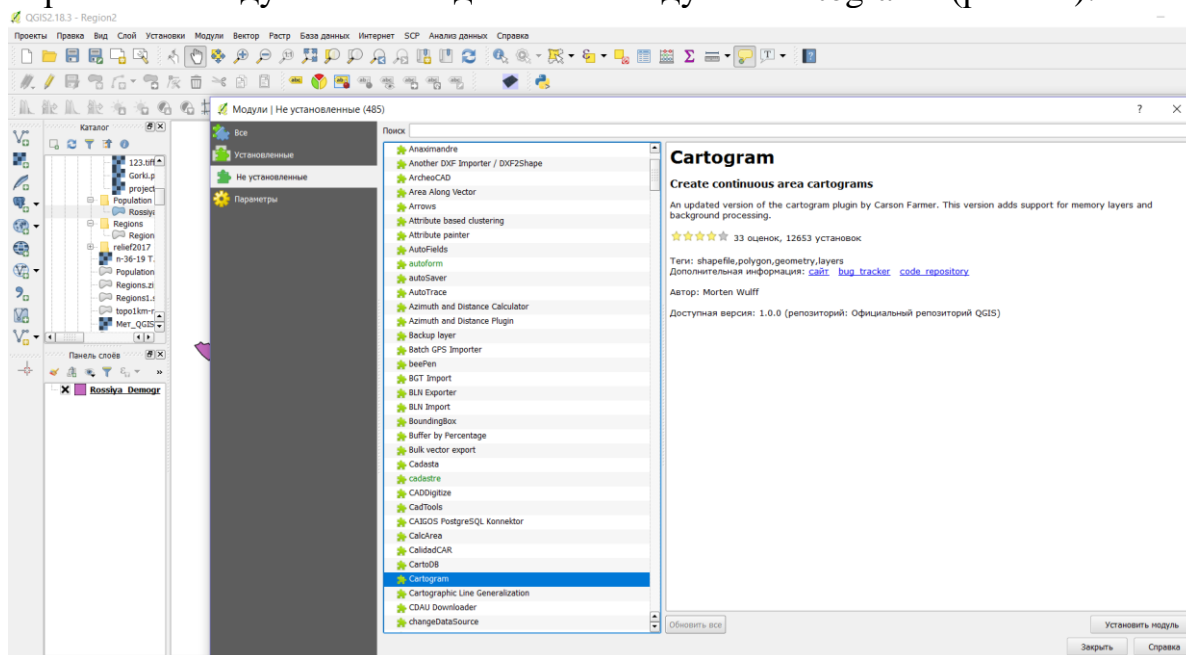 QGIS2.18.3 - Region2
Проекты Правка Вид Слой Установки Модули Вектор Растр База данных Интернет SCP Анализ данных Справка
Модули | Не установленные (485)
? X
Каталог
123.tiff
Gorki.p
project
Population
Rossiya
Regions
Region
relief2017
n-36-19 Т.
Population
Regions.zi
Regions1.s
topo1km-r
Мет_QGIS
Панель слоёв
Rossiya_Demogr
Все
Установленные
Не установленные
Параметры
Поиск
Anaximandre
Another DXF Importer / DXF2Shape
ArcheoCAD
Area Along Vector
Arrows
Attribute based clustering
Attribute painter
AutoFields
autoform
autoSaver
AutoTrace
Azimuth and Distance Calculator
Azimuth and Distance Plugin
Backup layer
Batch GPS Importer
beePen
BGT Import
BLN Exporter
BLN Import
BoundingBox
Buffer by Percentage
Bulk vector export
Cadasta
cadastre
CADDigitize
CadTools
CAIGOS PostgreSQL Konnektor
CalcArea
CalidadCAR
CartoDB
Cartogram
Cartographic Line Generalization
CDAU Downloader
changeDataSource
Cartogram
Create continuous area cartograms
An updated version of the cartogram plugin by Carson Farmer. This version adds support for memory layers and
background processing.
33 оценок, 12653 установок
Теги: shapefile,polygon,geometry,layers
Дополнительная информация: сайт bug tracker code repository
Автор: Morten Wulff
Доступная версия: 1.0.0 (репозиторий: Официальный репозиторий QGIS)
Обновить все
Установить модуль
Закрыть Справка